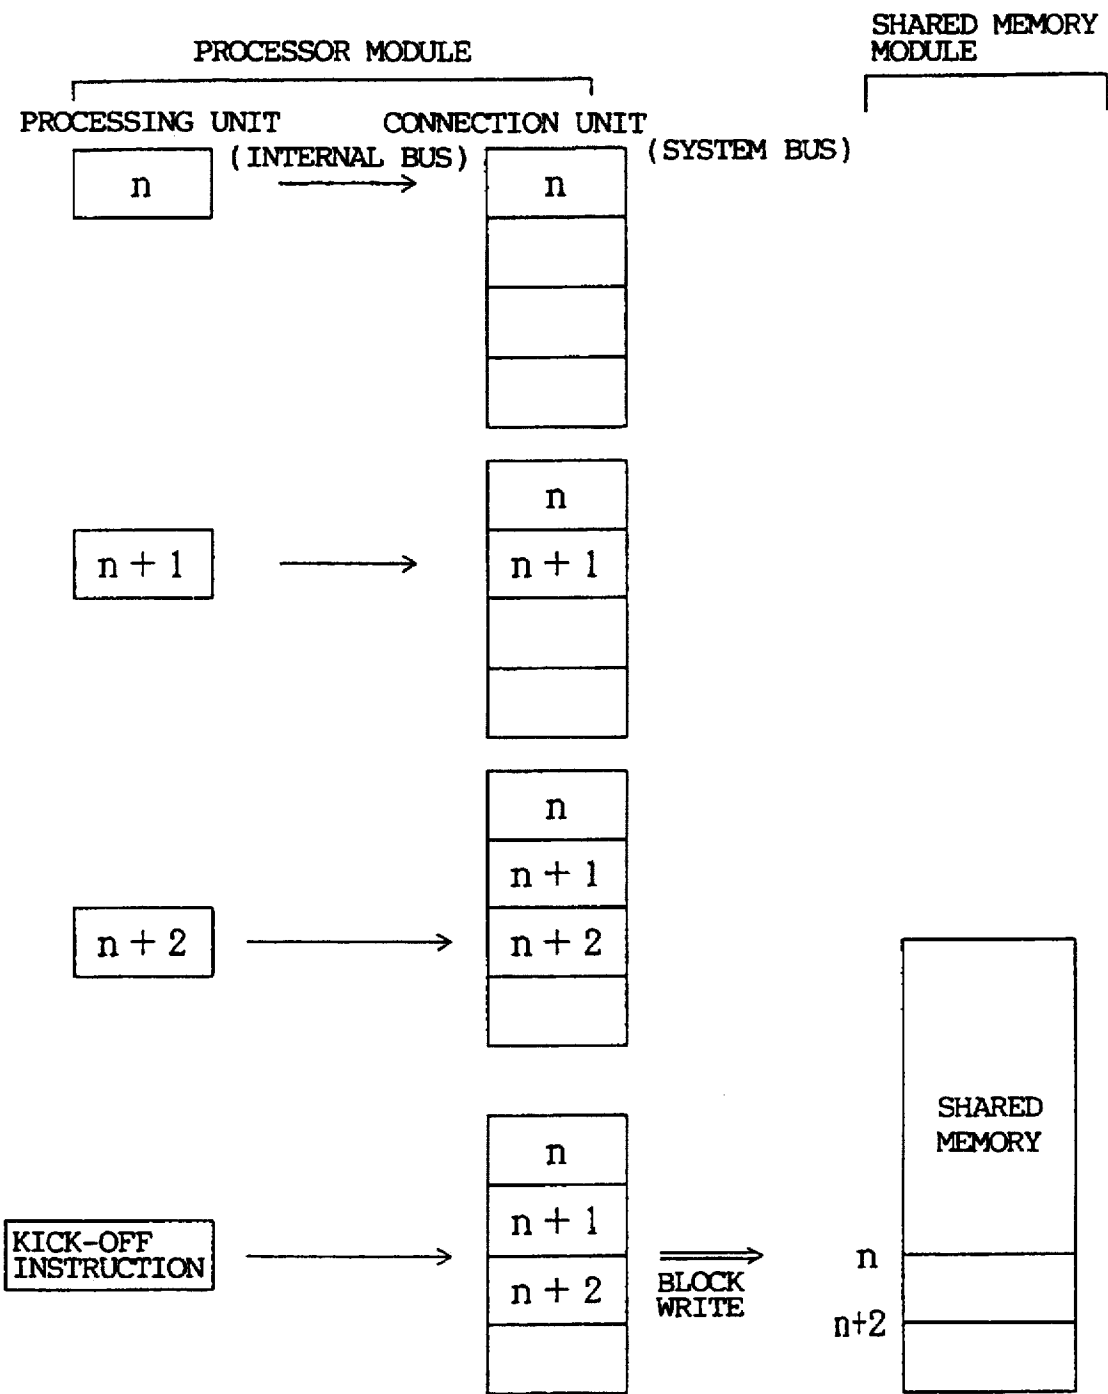 SHARED MEMORY
MODULE
PROCESSOR MODULE
PROCESSING UNIT
CONNECTION UNIT
(INTERNAL BUS)
(SYSTEM BUS)
n
n
n
n + 1
n + 1
n
n + 1
n + 2
n + 2
SHARED
MEMORY
n
n + 1
n + 2
KICK-OFF
INSTRUCTION
BLOCK
WRITE
n
n+2